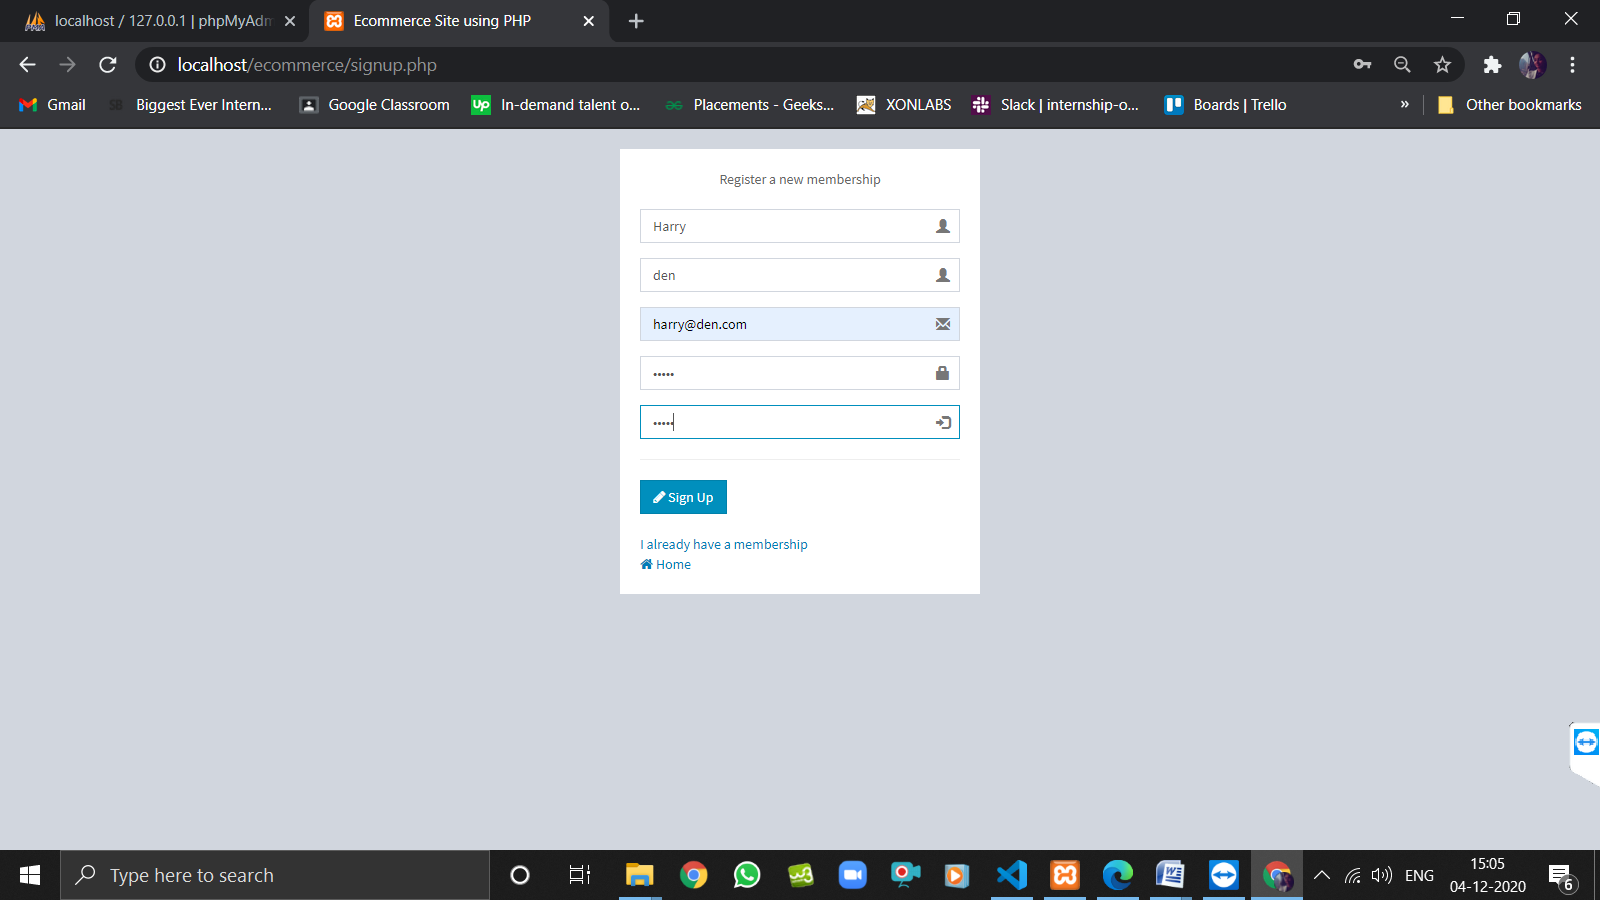 localhost / 127.0.0.1 | phpMyAdm
Ecommerce Site using PHP
localhost/ecommerce/signup.php
Gmail
SB Biggest Ever Intern...
Google Classroom
Up In-demand talent o...
Placements - Geeks...
XONLABS
Slack | internship-o...
Boards | Trello
»
Other bookmarks
Register a new membership
Harry
den
harry@den.com
•••••
•••••
Sign Up
I already have a membership
Home
Type here to search
ENG
15:05
04-12-2020
6